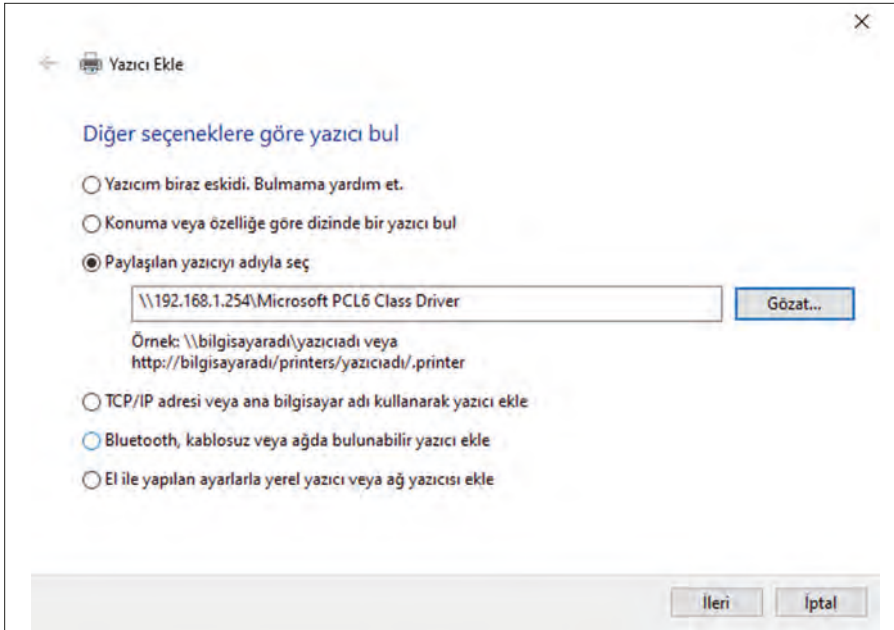 Yazıcı Ekle
Diğer seçeneklere göre yazıcı bul
Yazıcım biraz eskidi. Bulmama yardım et.
Konuma veya özelliğe göre dizinde bir yazıcı bul
Paylaşılan yazıcıyı adıyla seç
\\192.168.1.254\Microsoft PCL6 Class Driver
Gözat...
Örnek: \\bilgisayaradı\yazıcıadı veya
http://bilgisayaradı/printers/yazıcıadı/.printer
TCP/IP adresi veya ana bilgisayar adı kullanarak yazıcı ekle
Bluetooth, kablosuz veya ağda bulunabilir yazıcı ekle
El ile yapılan ayarlarla yerel yazıcı veya ağ yazıcısı ekle
İleri
İptal